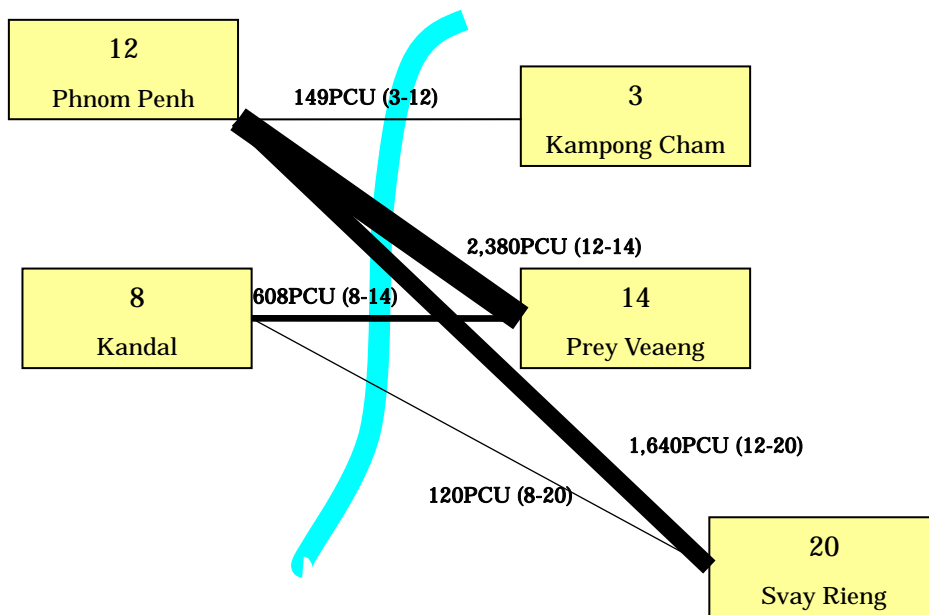 12
Phnom Penh
149PCU (3-12)
3
Kampong Cham
2,380PCU (12-14)
8
Kandal
608PCU (8-14)
14
Prey Veaeng
1,640PCU (12-20)
120PCU (8-20)
20
Svay Rieng